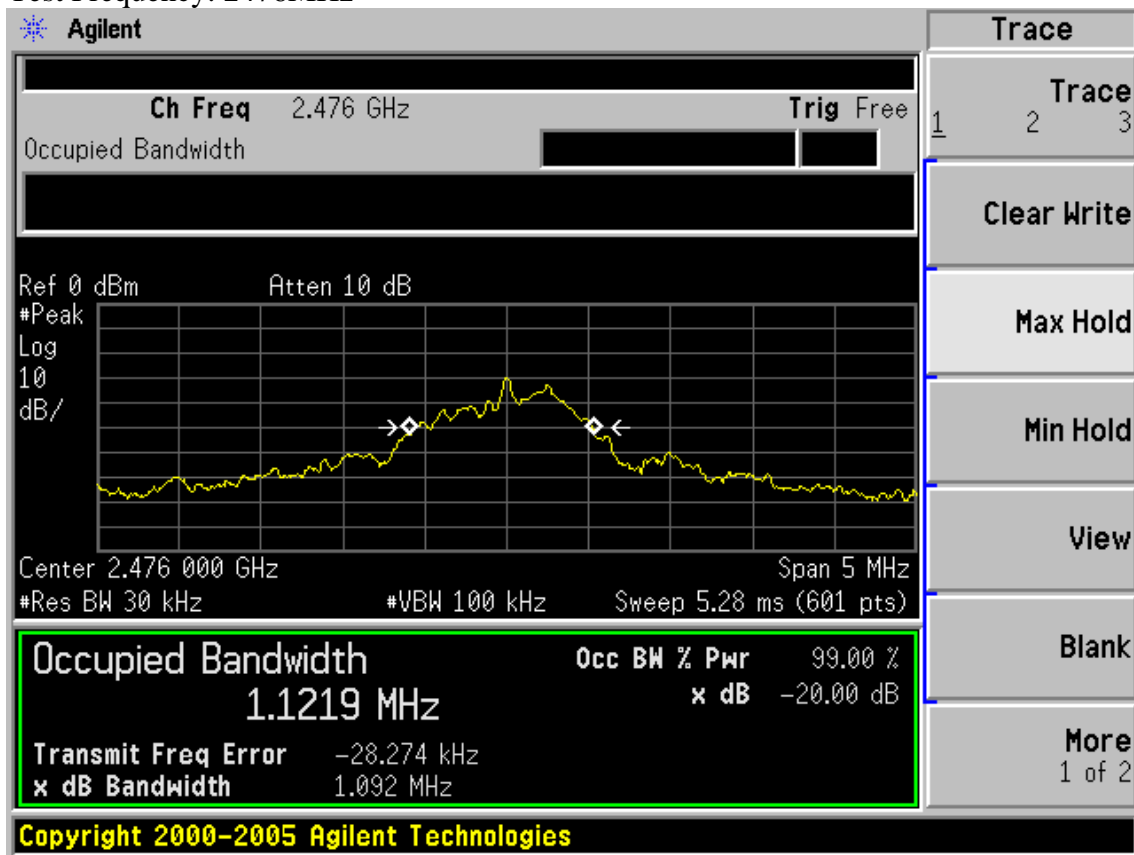 Agilent
Trace
Ch Freq 2.476 GHz Trig Free
Occupied Bandwidth
Trace
1 2 3
Clear Write
Max Hold
Min Hold
View
Blank
More
1 of 2
Ref 0 dBm Atten 10 dB
#Peak
Log
10
dB/
Center 2.476 000 GHz Span 5 MHz
#Res BW 30 kHz #VBW 100 kHz Sweep 5.28 ms (601 pts)
Occupied Bandwidth Occ BW % Pwr 99.00 %
1.1219 MHz x dB -20.00 dB
Transmit Freq Error -28.274 kHz
x dB Bandwidth 1.092 MHz
Copyright 2000-2005 Agilent Technologies